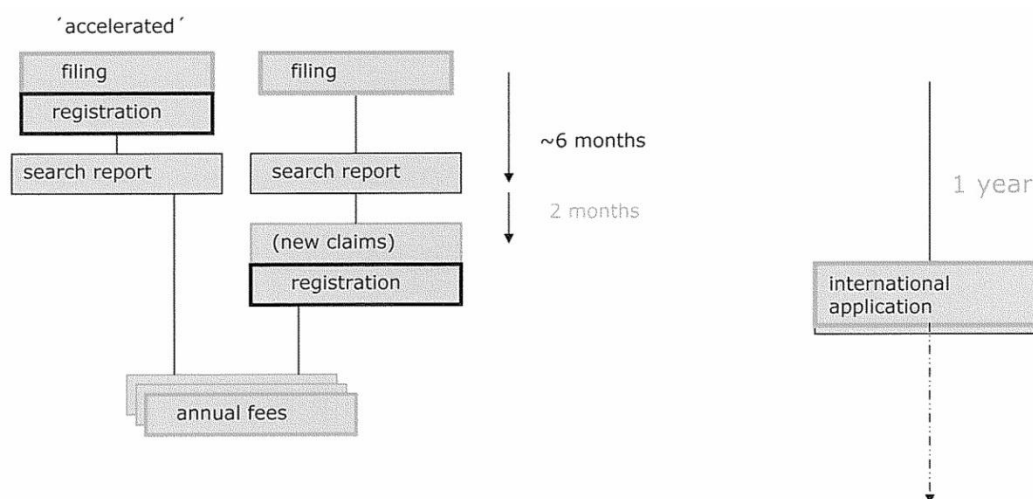 ´accelerated´
filing
registration
search report
filing
search report
(new claims)
registration
annual fees
~6 months
2 months
1 year
international
application